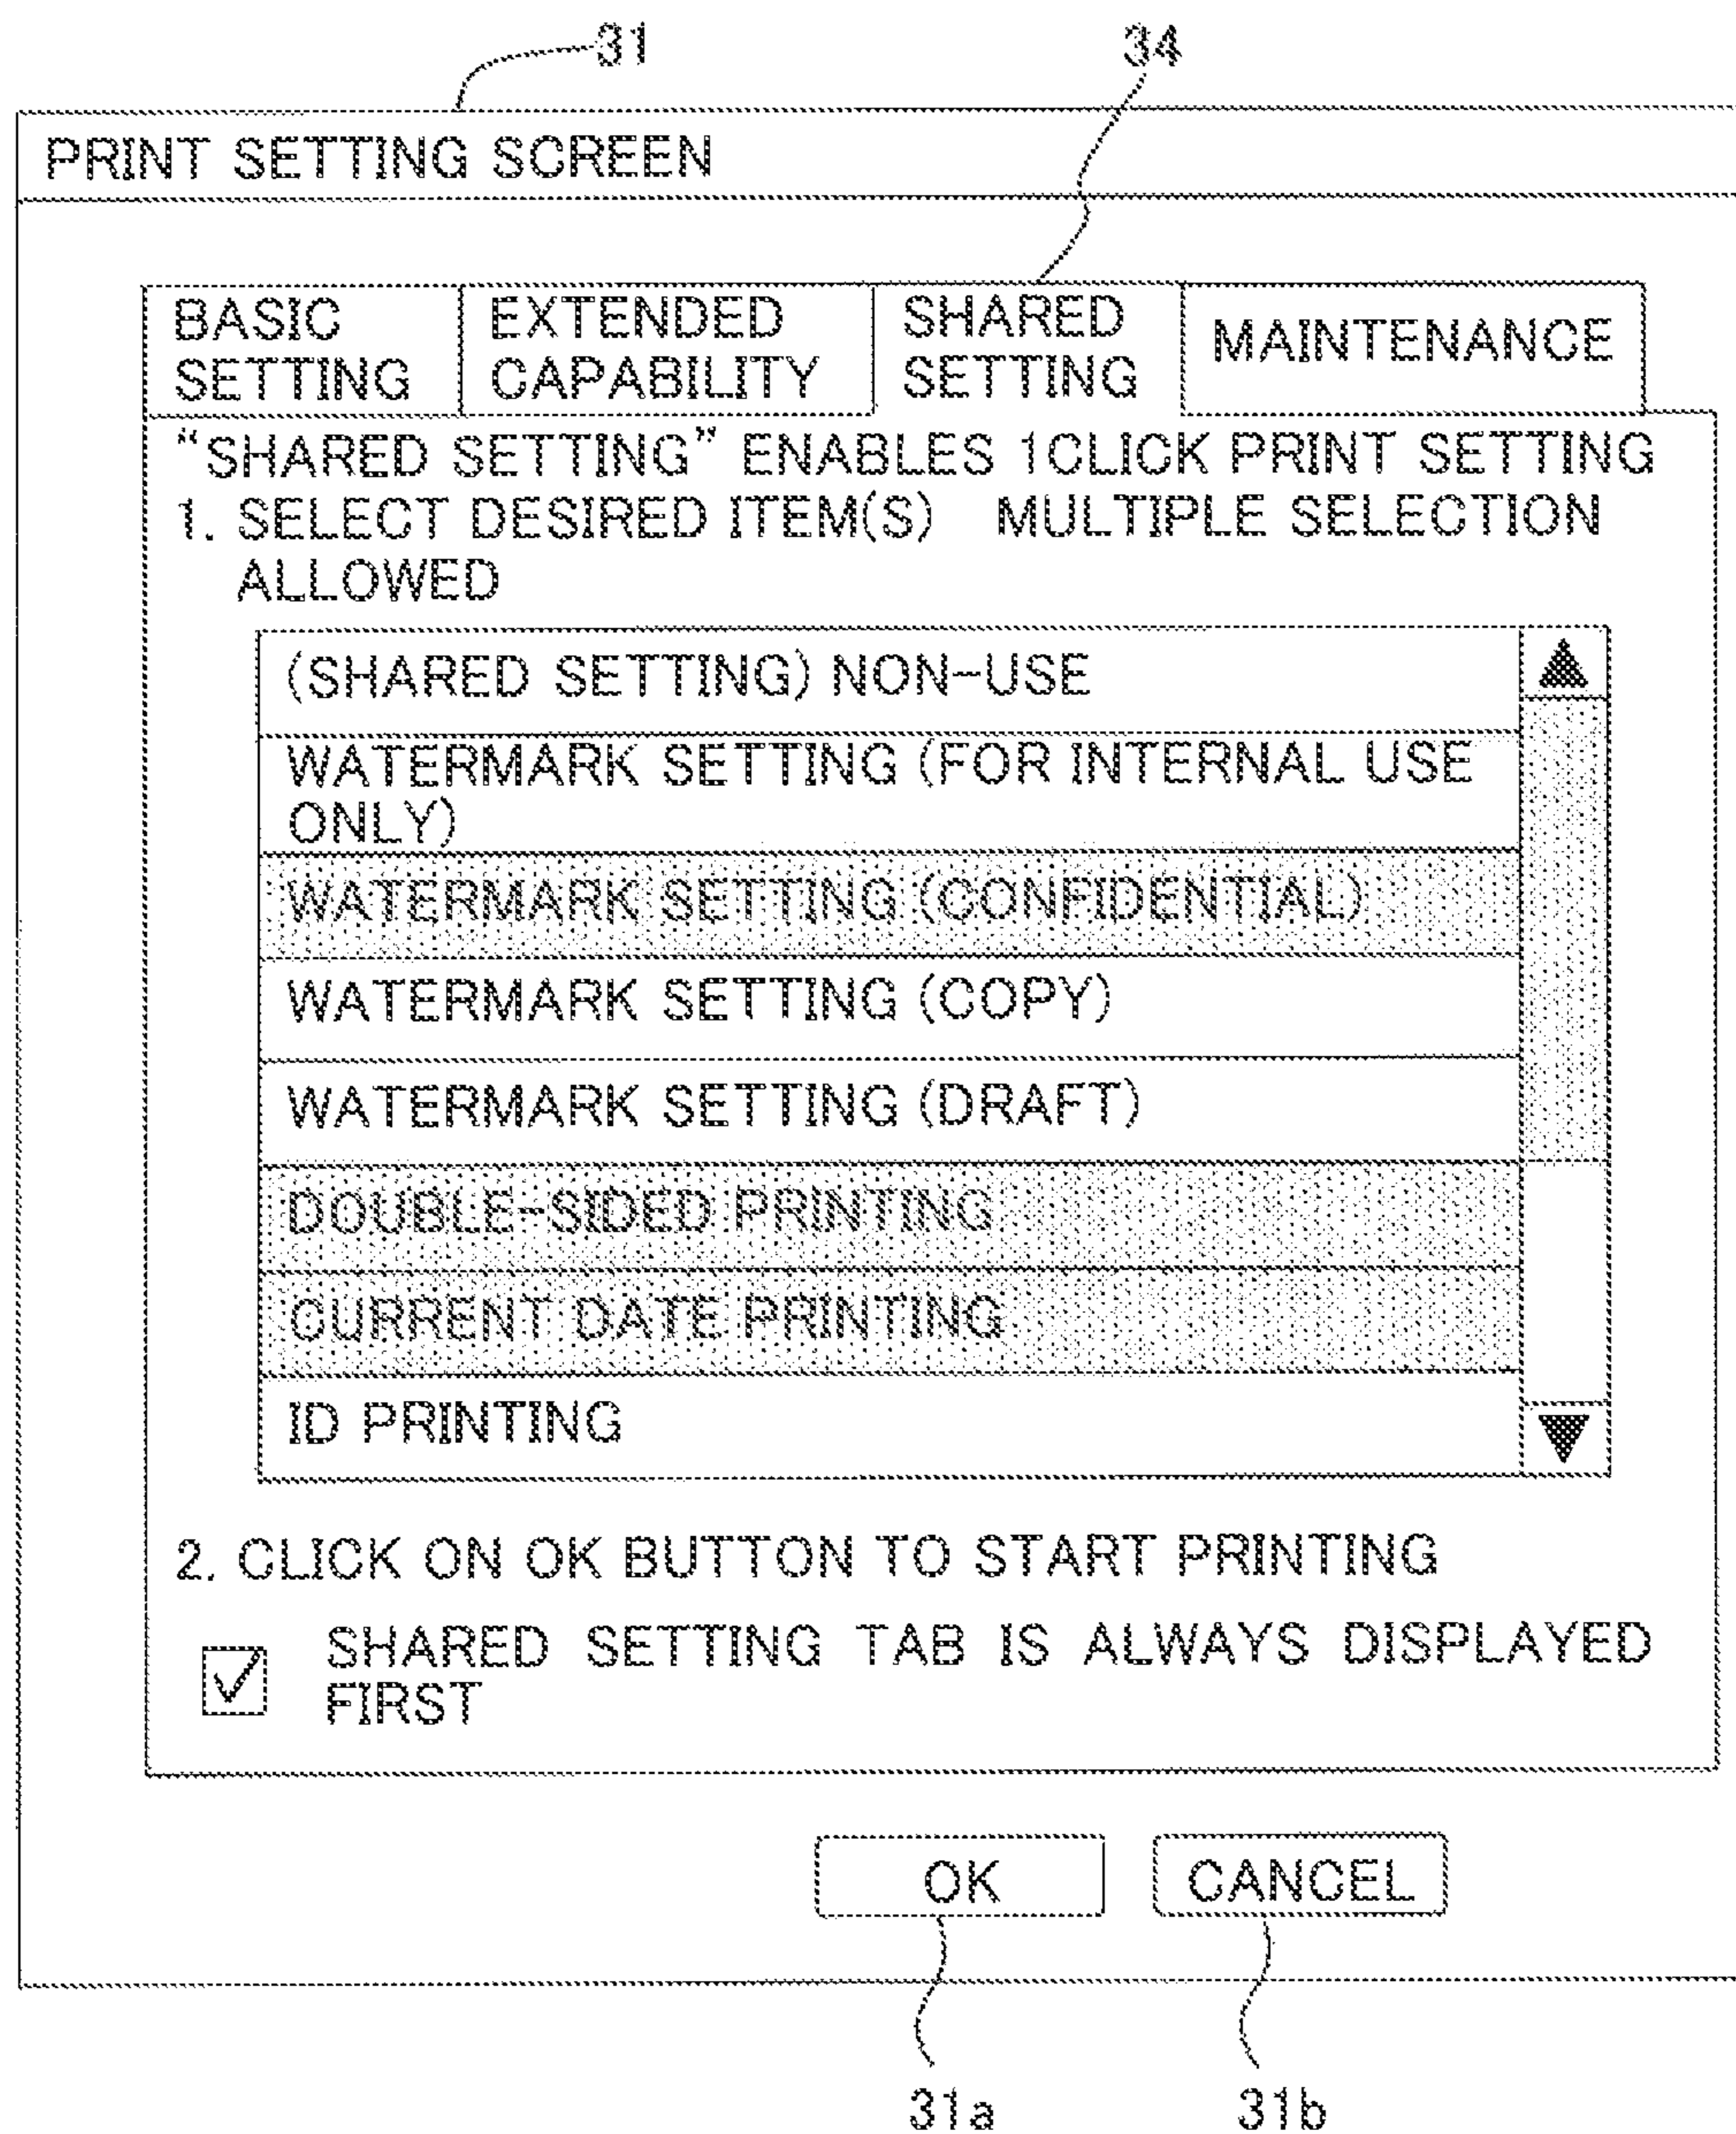 31
34
PRINT SETTING SCREEN
BASIC
SETTING
EXTENDED
CAPABILITY
SHARED
SETTING
MAINTENANCE
“SHARED SETTING” ENABLES 1CLICK PRINT SETTING
1. SELECT DESIRED ITEM(S) MULTIPLE SELECTION
ALLOWED
(SHARED SETTING) NON-USE
WATERMARK SETTING (FOR INTERNAL USE
ONLY)
WATERMARK SETTING (CONFIDENTIAL)
WATERMARK SETTING (COPY)
WATERMARK SETTING (DRAFT)
DOUBLE-SIDED PRINTING
CURRENT DATE PRINTING
ID PRINTING
2. CLICK ON OK BUTTON TO START PRINTING
SHARED SETTING TAB IS ALWAYS DISPLAYED
FIRST
OK
CANCEL
31a
31b